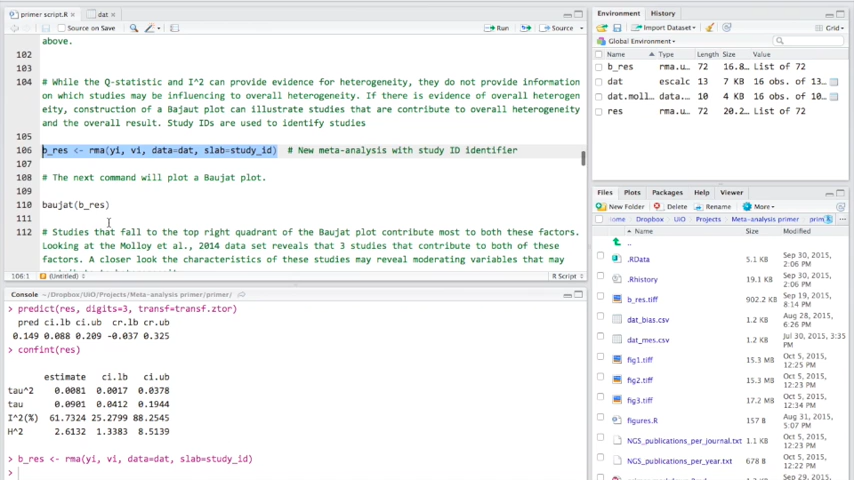 primer script.R
dat
Source on Save
Run
Source
above.
102
103
104 # While the Q-statistic and I^2 can provide evidence for heterogeneity, they do not provide information
on which studies may be influencing to overall heterogeneity. If there is evidence of overall heterogen
eity, construction of a Bajaut plot can illustrate studies that are contribute to overall heterogeneity
and the overall result. Study IDs are used to identify studies
105
106 b_res <- rma(yi, vi, data=dat, slab=study_id) # New meta-analysis with study ID identifier
107
108 # The next command will plot a Baujat plot.
109
110 baujat(b_res)
111
112 # Studies that fall to the top right quadrant of the Baujat plot contribute most to both these factors.
Looking at the Molloy et al., 2014 data set reveals that 3 studies that contribute to both of these
factors. A closer look the characteristics of these studies may reveal moderating variables that may
106:1 (Untitled) R Script
Console ~/Dropbox/UiO/Projects/Meta-analysis primer/primer/
> predict(res, digits=3, transf=transf.ztor)
pred ci.lb ci.ub cr.lb cr.ub
0.149 0.088 0.209 -0.037 0.325
> confint(res)
estimate ci.lb ci.ub
tau^2 0.0081 0.0017 0.0378
tau 0.0901 0.0412 0.1944
I^2(%) 61.7324 25.2799 88.2545
H^2 2.6132 1.3383 8.5139
> b_res <- rma(yi, vi, data=dat, slab=study_id)
>
Environment History
Import Dataset Grid
Global Environment
Name Length Size Value
b_res rma.u… 72 16.8… List of 72
dat escalc 13 7 KB 16 obs. of 13…
dat.moll… data.… 10 4 KB 16 obs. of 10…
res rma.u… 72 20.2… List of 72
Files Plots Packages Help Viewer
New Folder Delete Rename More
ome Dropbox UiO Projects Meta-analysis primer prim
Name Size Modified
..
.RData 5.1 KB Sep 30, 2015, 2:06 PM
.Rhistory 19.1 KB Sep 30, 2015, 2:06 PM
b_res.tiff 902.2 KB Sep 19, 2015, 8:14 PM
dat_bias.csv 1.2 KB Aug 28, 2015, 6:26 PM
dat_mes.csv 1.2 KB Jul 30, 2015, 3:35 PM
fig1.tiff 15.3 MB Oct 5, 2015, 12:23 PM
fig2.tiff 15.3 MB Oct 5, 2015, 12:23 PM
fig3.tiff 17.2 MB Oct 5, 2015, 12:34 PM
figures.R 157 B Aug 31, 2015, 5:07 PM
NGS_publications_per_journal.txt 1.1 KB Oct 5, 2015, 12:22 PM
NGS_publications_per_year.txt 678 B Oct 5, 2015, 12:22 PM
Sep 29, 2015,